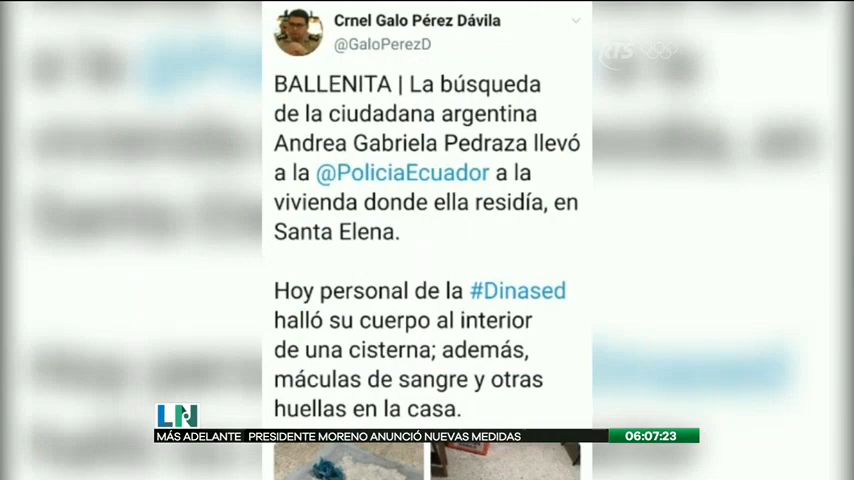 Crnel Galo Pérez Dávila
@GaloPerezD
RTS
BALLENITA | La búsqueda
de la ciudadana argentina
Andrea Gabriela Pedraza llevó
a la @PoliciaEcuador a la
vivienda donde ella residía, en
Santa Elena.
Hoy personal de la #Dinased
halló su cuerpo al interior
de una cisterna; además,
máculas de sangre y otras
huellas en la casa.
LN
MÁS ADELANTE PRESIDENTE MORENO ANUNCIÓ NUEVAS MEDIDAS
06:07:23